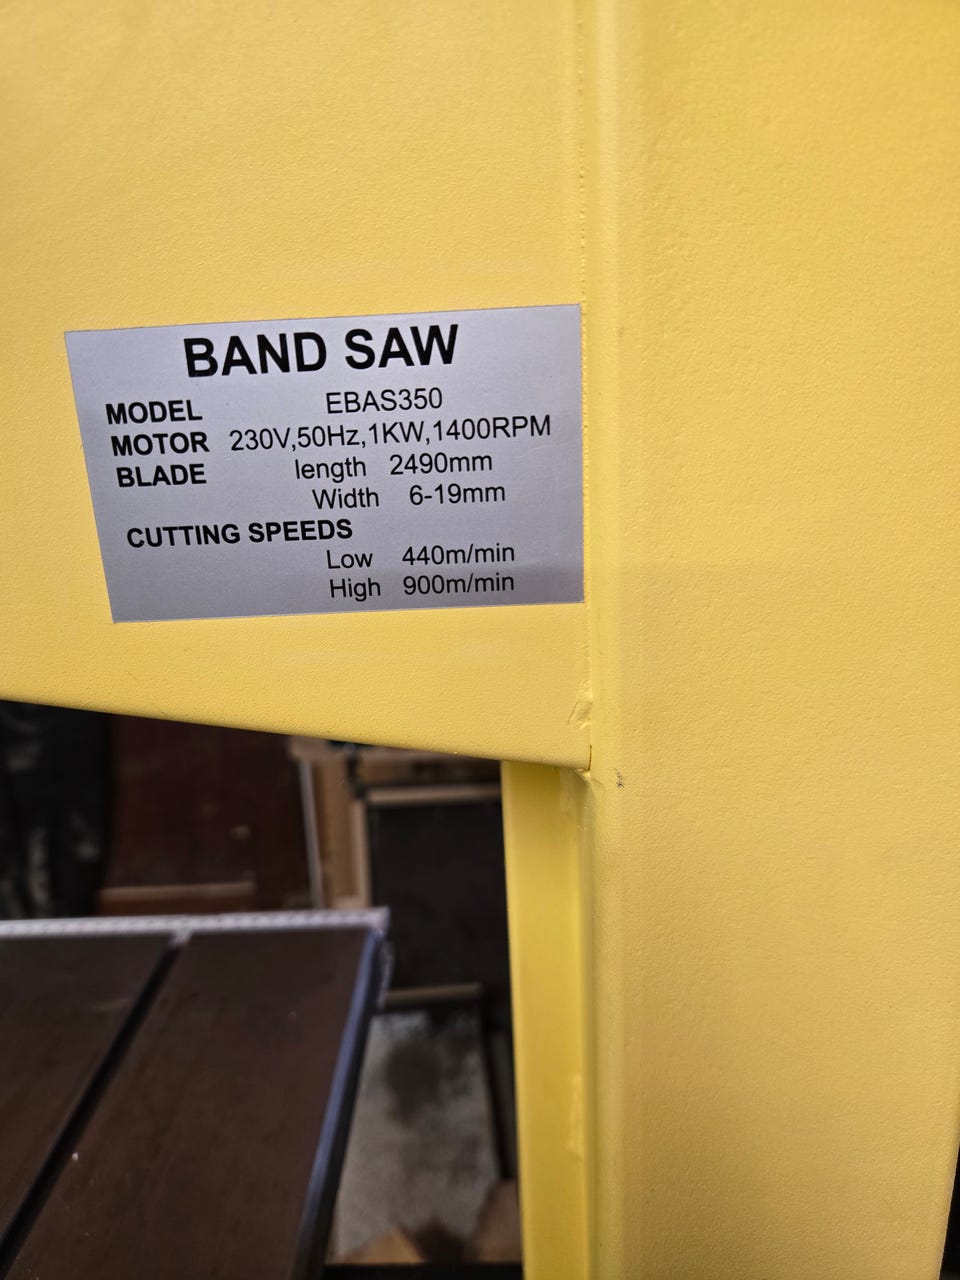 BAND SAW
MODEL EBAS350
MOTOR 230V,50Hz,1KW,1400RPM
BLADE length 2490mm
Width 6-19mm
CUTTING SPEEDS
Low 440m/min
High 900m/min